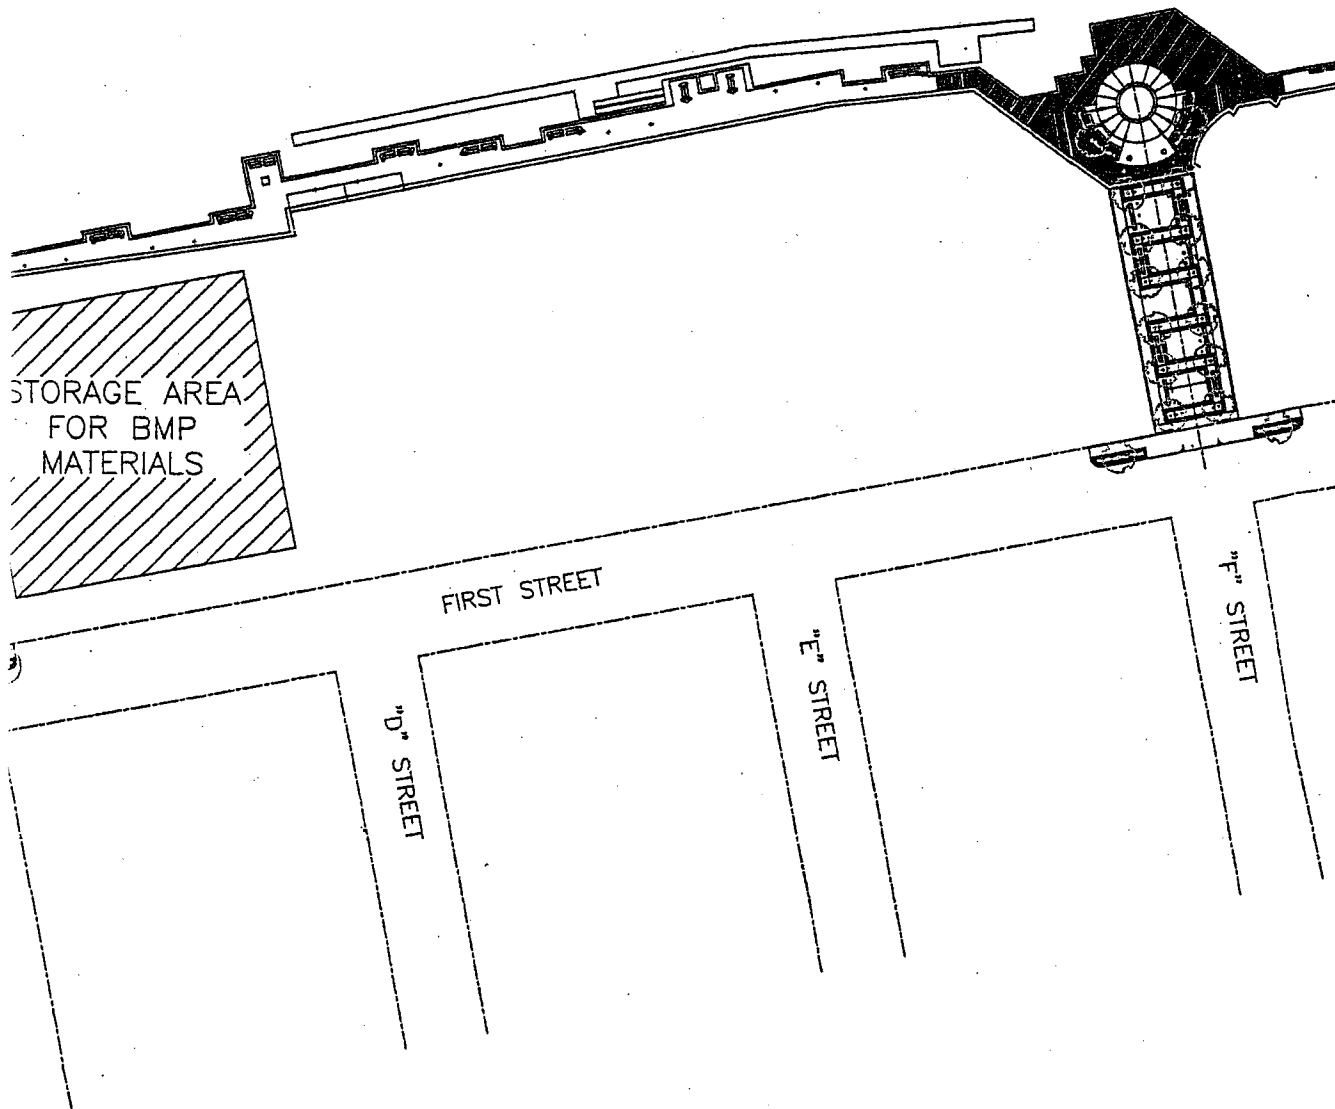 STORAGE AREA
FOR BMP
MATERIALS
FIRST STREET
"F" STREET
"E" STREET
"D" STREET